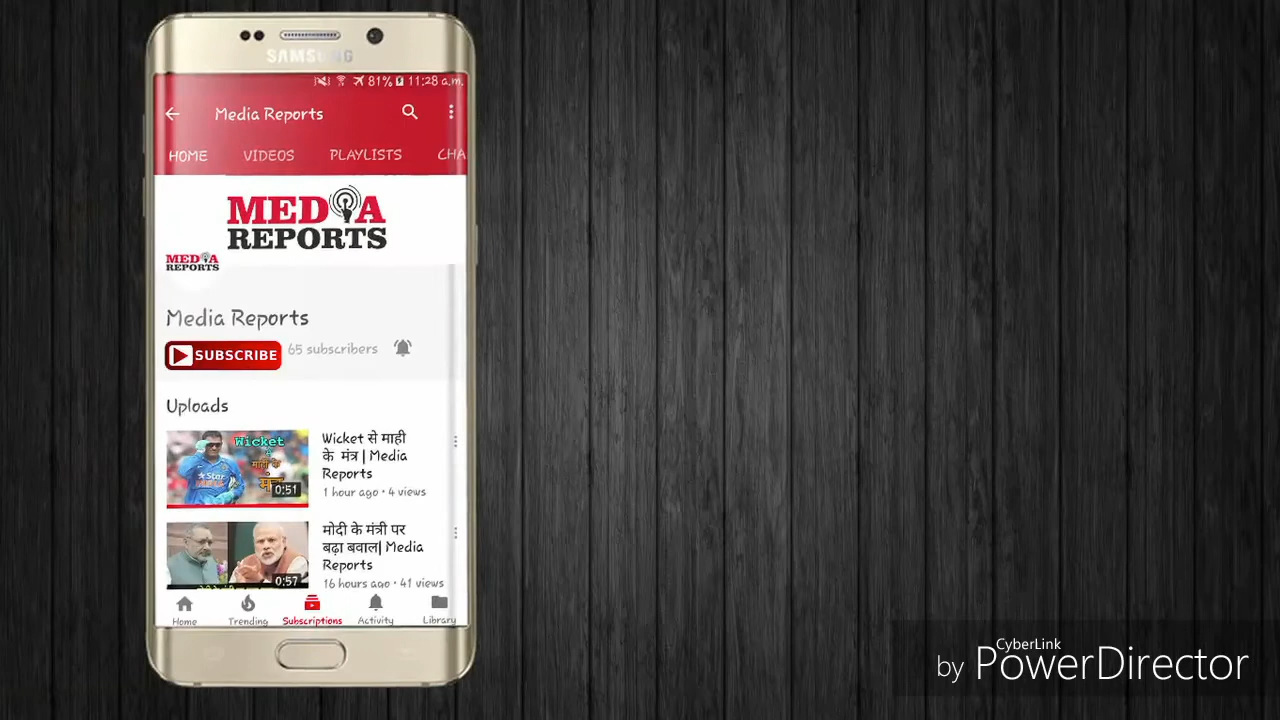 SAMSUNG
81% 11:28 a.m.
Media Reports
HOME VIDEOS PLAYLISTS CHA
MEDIA
REPORTS
MEDIA
REPORTS
Media Reports
SUBSCRIBE 65 subscribers
Uploads
Wicket
से
माही के
मंत्र
0:51
Wicket से माही
के मंत्र | Media
Reports
1 hour ago • 4 views
0:57
मोदी के मंत्री पर
बढ़ा बवाल| Media
Reports
16 hours ago • 41 views
Home Trending Subscriptions Activity Library
CyberLink
by PowerDirector